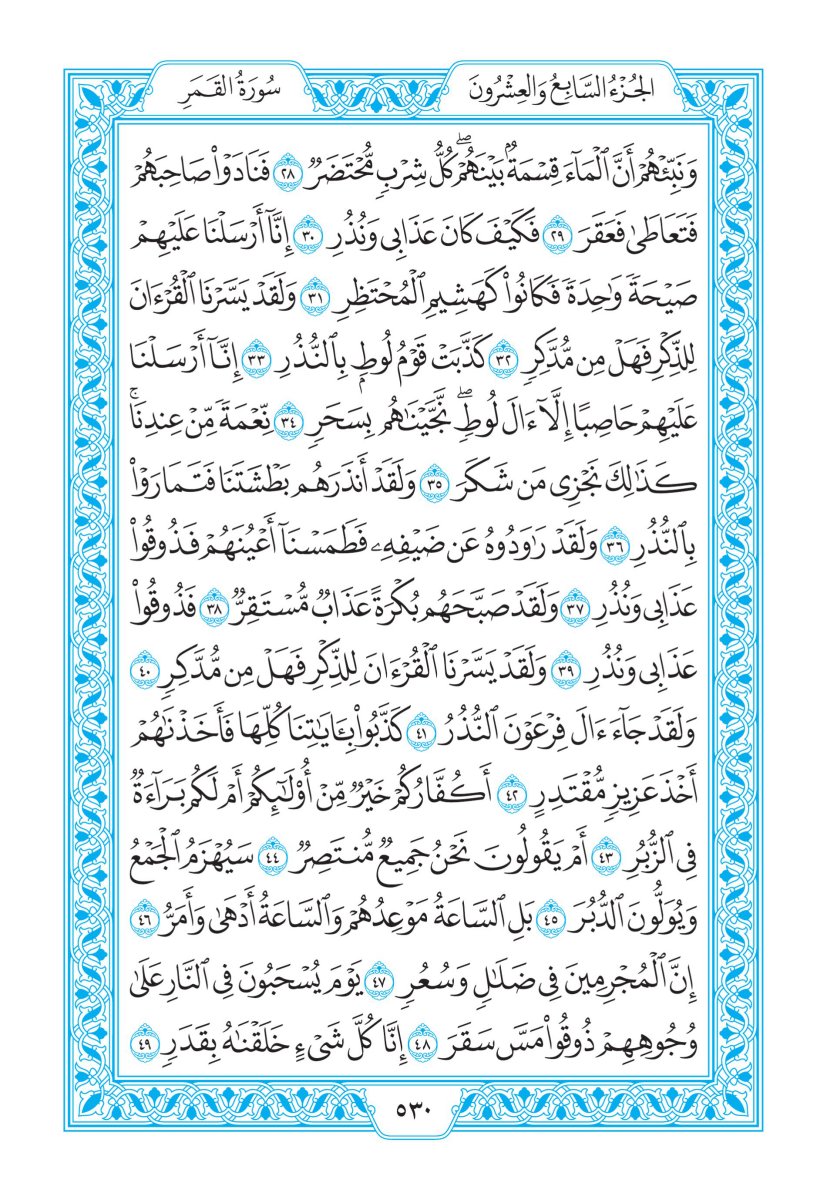 الجُزْءُ السَّابِعُ وَالعِشْرُونَ
سُورَةُ القَمَرِ
وَنَبِّئْهُمْ أَنَّ ٱلْمَآءَ قِسْمَةٌۢ بَيْنَهُمْۖ كُلُّ شِرْبٍ مُّحْتَضَرٌ ٢٨ فَنَادَوْا۟ صَاحِبَهُمْ
فَتَعَاطَىٰ فَعَقَرَ ٢٩ فَكَيْفَ كَانَ عَذَابِى وَنُذُرِ ٣٠ إِنَّآ أَرْسَلْنَا عَلَيْهِمْ
صَيْحَةً وَٰحِدَةً فَكَانُوا۟ كَهَشِيمِ ٱلْمُحْتَظِرِ ٣١ وَلَقَدْ يَسَّرْنَا ٱلْقُرْءَانَ
لِلذِّكْرِ فَهَلْ مِن مُّدَّكِرٍ ٣٢ كَذَّبَتْ قَوْمُ لُوطٍۭ بِٱلنُّذُرِ ٣٣ إِنَّآ أَرْسَلْنَا
عَلَيْهِمْ حَاصِبًا إِلَّآ ءَالَ لُوطٍۖ نَّجَّيْنَٰهُم بِسَحَرٍ ٣٤ نِّعْمَةً مِّنْ عِندِنَاۚ
كَذَٰلِكَ نَجْزِى مَن شَكَرَ ٣٥ وَلَقَدْ أَنذَرَهُم بَطْشَتَنَا فَتَمَارَوْا۟
بِٱلنُّذُرِ ٣٦ وَلَقَدْ رَٰوَدُوهُ عَن ضَيْفِهِۦ فَطَمَسْنَآ أَعْيُنَهُمْ فَذُوقُوا۟
عَذَابِى وَنُذُرِ ٣٧ وَلَقَدْ صَبَّحَهُم بُكْرَةً عَذَابٌ مُّسْتَقِرٌّ ٣٨ فَذُوقُوا۟
عَذَابِى وَنُذُرِ ٣٩ وَلَقَدْ يَسَّرْنَا ٱلْقُرْءَانَ لِلذِّكْرِ فَهَلْ مِن مُّدَّكِرٍ ٤٠
وَلَقَدْ جَآءَ ءَالَ فِرْعَوْنَ ٱلنُّذُرُ ٤١ كَذَّبُوا۟ بِـَٔايَٰتِنَا كُلِّهَا فَأَخَذْنَٰهُمْ
أَخْذَ عَزِيزٍ مُّقْتَدِرٍ ٤٢ أَكُفَّارُكُمْ خَيْرٌ مِّنْ أُو۟لَٰٓئِكُمْ أَمْ لَكُم بَرَآءَةٌ
فِى ٱلزُّبُرِ ٤٣ أَمْ يَقُولُونَ نَحْنُ جَمِيعٌ مُّنتَصِرٌ ٤٤ سَيُهْزَمُ ٱلْجَمْعُ
وَيُوَلُّونَ ٱلدُّبُرَ ٤٥ بَلِ ٱلسَّاعَةُ مَوْعِدُهُمْ وَٱلسَّاعَةُ أَدْهَىٰ وَأَمَرُّ ٤٦
إِنَّ ٱلْمُجْرِمِينَ فِى ضَلَٰلٍ وَسُعُرٍ ٤٧ يَوْمَ يُسْحَبُونَ فِى ٱلنَّارِ عَلَىٰ
وُجُوهِهِمْ ذُوقُوا۟ مَسَّ سَقَرَ ٤٨ إِنَّا كُلَّ شَىْءٍ خَلَقْنَٰهُ بِقَدَرٍ ٤٩
٥٣٠